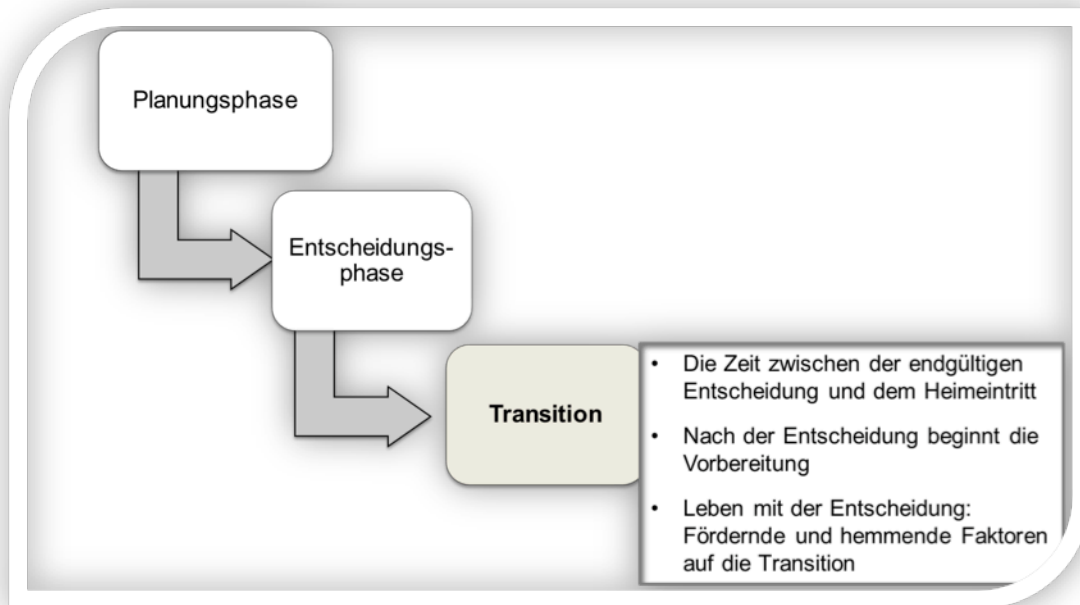 Planungsphase
Entscheidungs-
phase
Transition
• Die Zeit zwischen der endgültigen
Entscheidung und dem Heimeintritt
• Nach der Entscheidung beginnt die
Vorbereitung
• Leben mit der Entscheidung:
Fördernde und hemmende Faktoren
auf die Transition